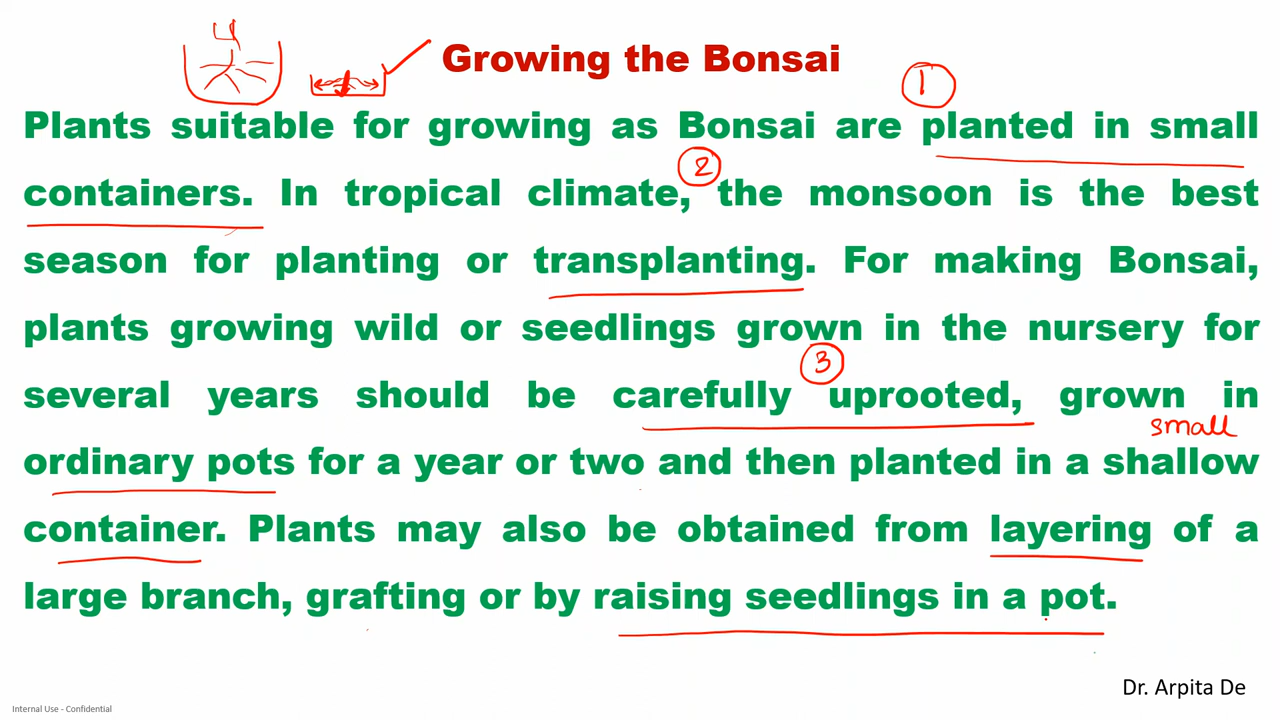 Growing the Bonsai
1
Plants suitable for growing as Bonsai are planted in small
2
containers. In tropical climate, the monsoon is the best
season for planting or transplanting. For making Bonsai,
plants growing wild or seedlings grown in the nursery for
3
several years should be carefully uprooted, grown in
small
ordinary pots for a year or two and then planted in a shallow
container. Plants may also be obtained from layering of a
large branch, grafting or by raising seedlings in a pot.
Dr. Arpita De
Internal Use - Confidential